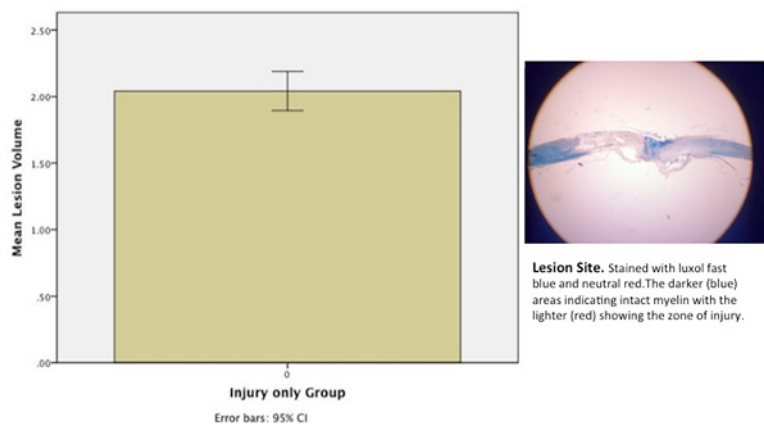 2.50
2.00
1.50
1.00
.50
.00
Mean Lesion Volume
0
Injury only Group
Error bars: 95% CI
Lesion Site. Stained with luxol fast
blue and neutral red.The darker (blue)
areas indicating intact myelin with the
lighter (red) showing the zone of injury.